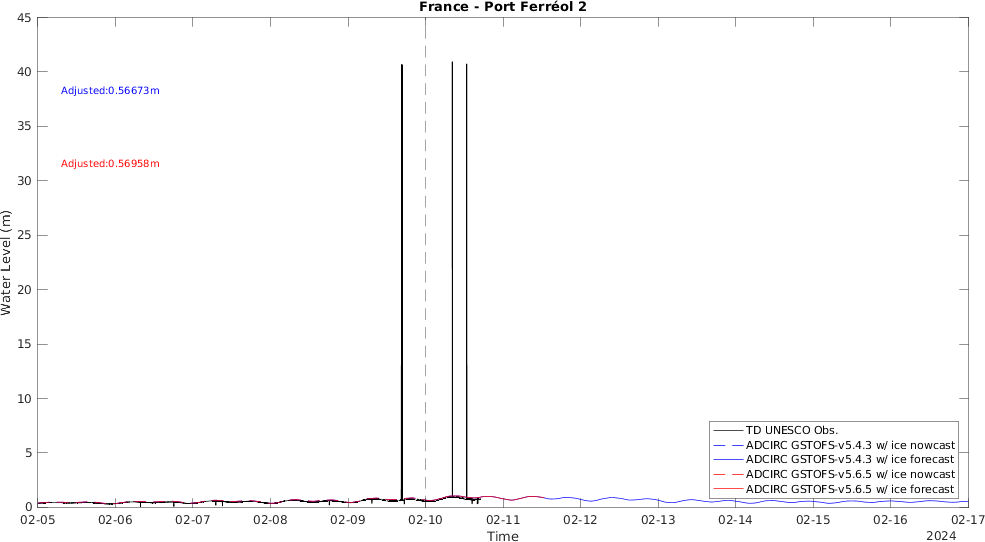 France - Port Ferréol 2
45
40
35
30
25
20
15
10
5
0
Water Level (m)
Adjusted:0.56673m
Adjusted:0.56958m
TD UNESCO Obs.
ADCIRC GSTOFS-v5.4.3 w/ ice nowcast
ADCIRC GSTOFS-v5.4.3 w/ ice forecast
ADCIRC GSTOFS-v5.6.5 w/ ice nowcast
ADCIRC GSTOFS-v5.6.5 w/ ice forecast
02-05 02-06 02-07 02-08 02-09 02-10 02-11 02-12 02-13 02-14 02-15 02-16 02-17
Time
2024